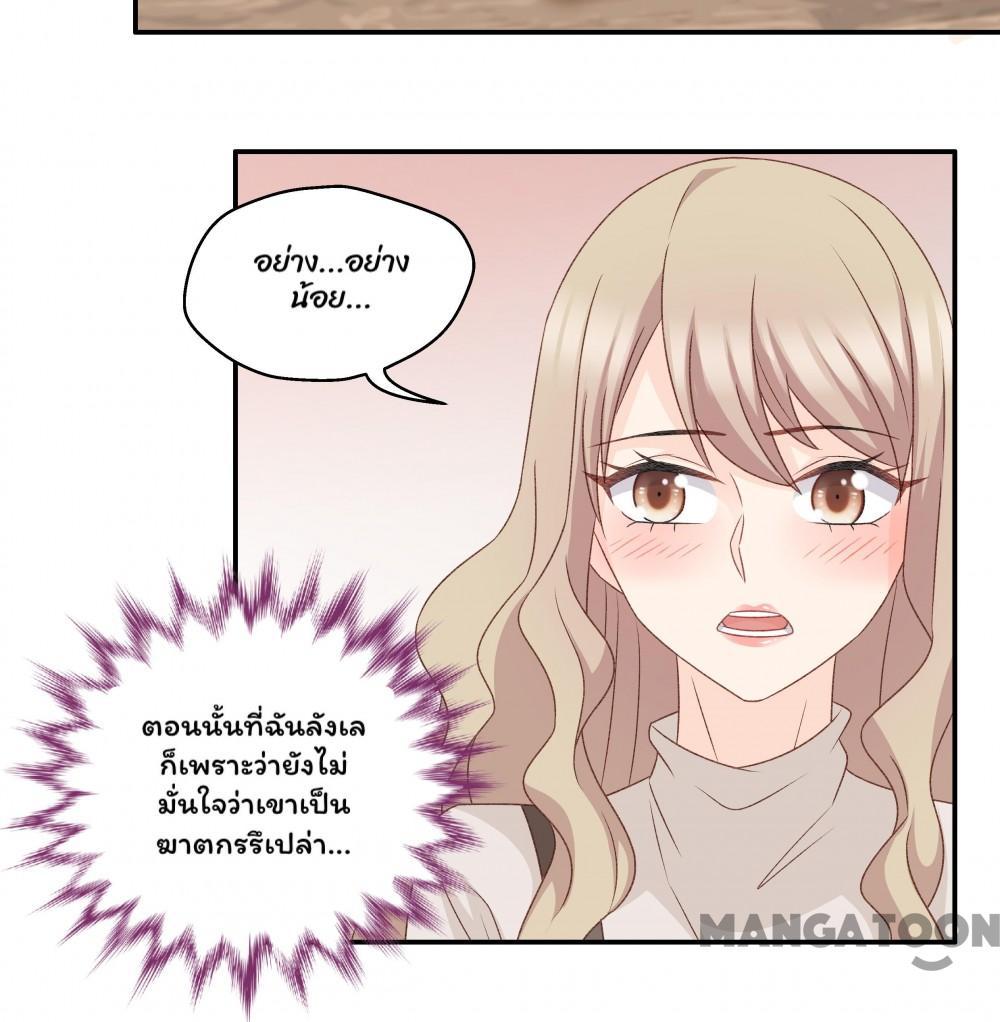 อย่าง...อย่าง
น้อย...
ตอนนั้นที่ฉันลังเล
ก็เพราะว่ายังไม่
มั่นใจว่าเขาเป็น
ฆาตกรรึเปล่า...
MANGATOON